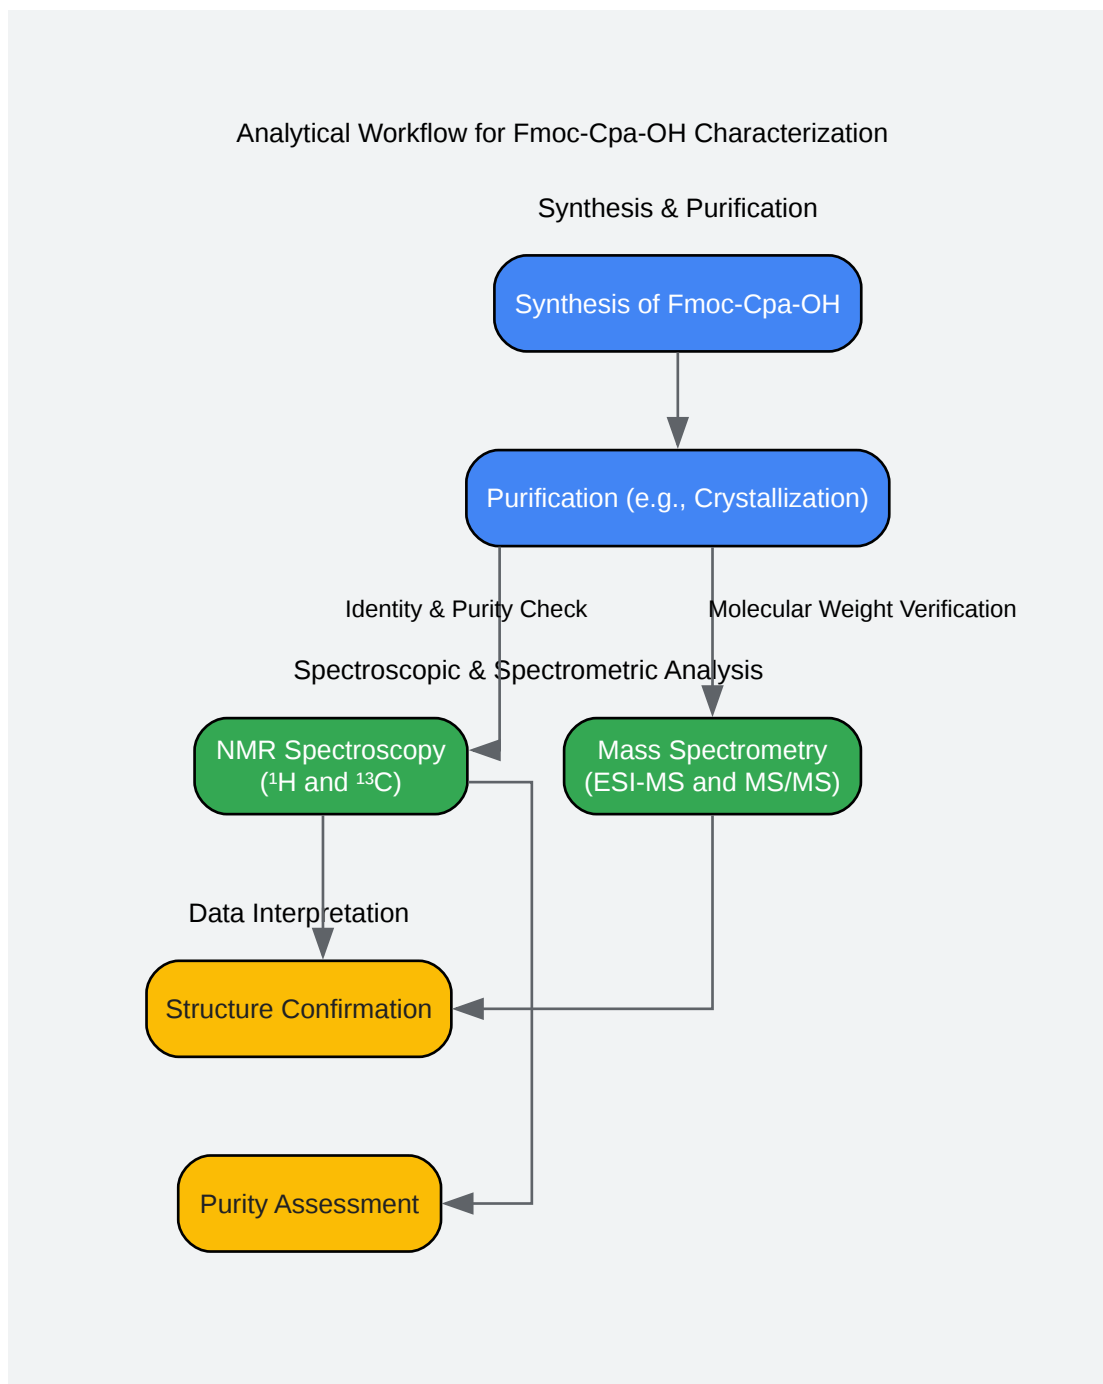 Analytical Workflow for Fmoc-Cpa-OH Characterization
Synthesis & Purification
Synthesis of Fmoc-Cpa-OH
Purification (e.g., Crystallization)
Identity & Purity Check
Molecular Weight Verification
Spectroscopic & Spectrometric Analysis
NMR Spectroscopy
(¹H and ¹³C)
Mass Spectrometry
(ESI-MS and MS/MS)
Data Interpretation
Structure Confirmation
Purity Assessment